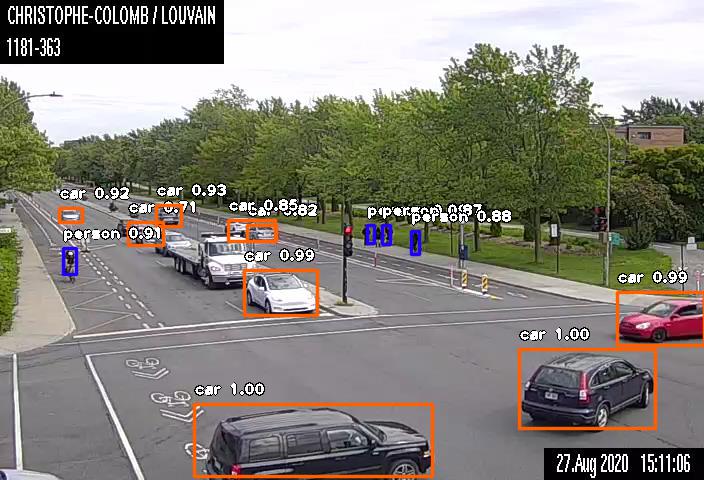 CHRISTOPHE-COLOMB / LOUVAIN
1181-363
car 0.92
car 0.93
car 0.71
car 0.85
0.82
person 0.88
person 0.91
car 0.99
car 0.99
car 1.00
car 1.00
27.Aug 2020 15:11:06